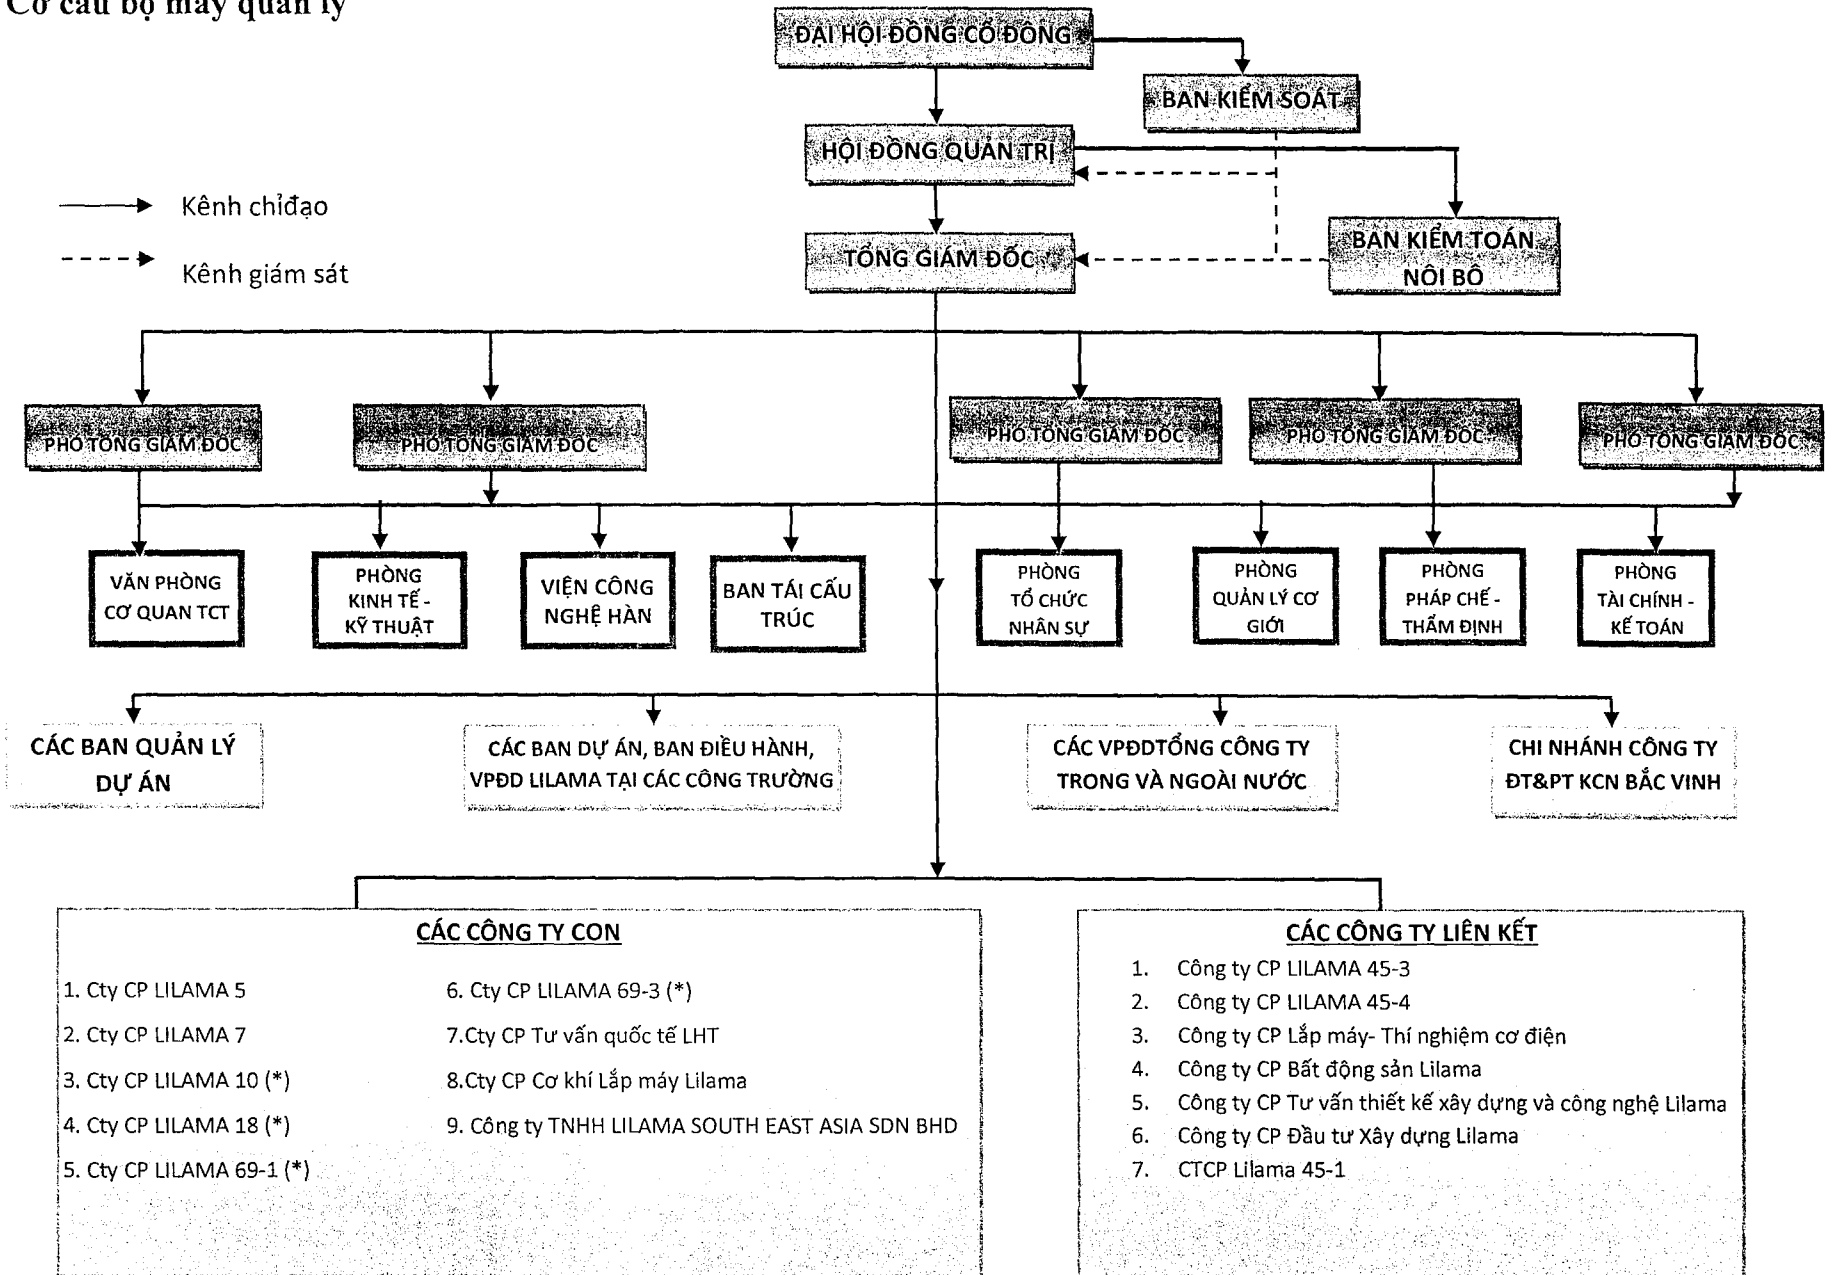 Cơ cấu bộ máy quản lý
ĐẠI HỘI ĐỒNG CỔ ĐÔNG
BAN KIỂM SOÁT
HỘI ĐỒNG QUẢN TRỊ
Kênh chỉđạo
BAN KIỂM TOÁN
NỘI BỘ
TỔNG GIÁM ĐỐC
Kênh giám sát
PHÓ TỔNG GIÁM ĐỐC
PHÓ TỔNG GIÁM ĐỐC
PHÓ TỔNG GIÁM ĐỐC
PHÓ TỔNG GIÁM ĐỐC
PHÓ TỔNG GIÁM ĐỐC
VĂN PHÒNG
CƠ QUAN TCT
PHÒNG
KINH TẾ -
KỸ THUẬT
VIỆN CÔNG
NGHỆ HÀN
BAN TÁI CẤU
TRÚC
PHÒNG
TỔ CHỨC
NHÂN SỰ
PHÒNG
QUẢN LÝ CƠ
GIỚI
PHÒNG
PHÁP CHẾ -
THẨM ĐỊNH
PHÒNG
TÀI CHÍNH -
KẾ TOÁN
CÁC BAN QUẢN LÝ
DỰ ÁN
CÁC BAN DỰ ÁN, BAN ĐIỀU HÀNH,
VPĐD LILAMA TẠI CÁC CÔNG TRƯỜNG
CÁC VPĐDTỔNG CÔNG TY
TRONG VÀ NGOÀI NƯỚC
CHI NHÁNH CÔNG TY
ĐT&PT KCN BẮC VINH
CÁC CÔNG TY CON
1. Cty CP LILAMA 5
2. Cty CP LILAMA 7
3. Cty CP LILAMA 10 (*)
4. Cty CP LILAMA 18 (*)
5. Cty CP LILAMA 69-1 (*)
6. Cty CP LILAMA 69-3 (*)
7.Cty CP Tư vấn quốc tế LHT
8.Cty CP Cơ khí Lắp máy Lilama
9. Công ty TNHH LILAMA SOUTH EAST ASIA SDN BHD
CÁC CÔNG TY LIÊN KẾT
1. Công ty CP LILAMA 45-3
2. Công ty CP LILAMA 45-4
3. Công ty CP Lắp máy- Thí nghiệm cơ điện
4. Công ty CP Bất động sản Lilama
5. Công ty CP Tư vấn thiết kế xây dựng và công nghệ Lilama
6. Công ty CP Đầu tư Xây dựng Lilama
7. CTCP Lilama 45-1